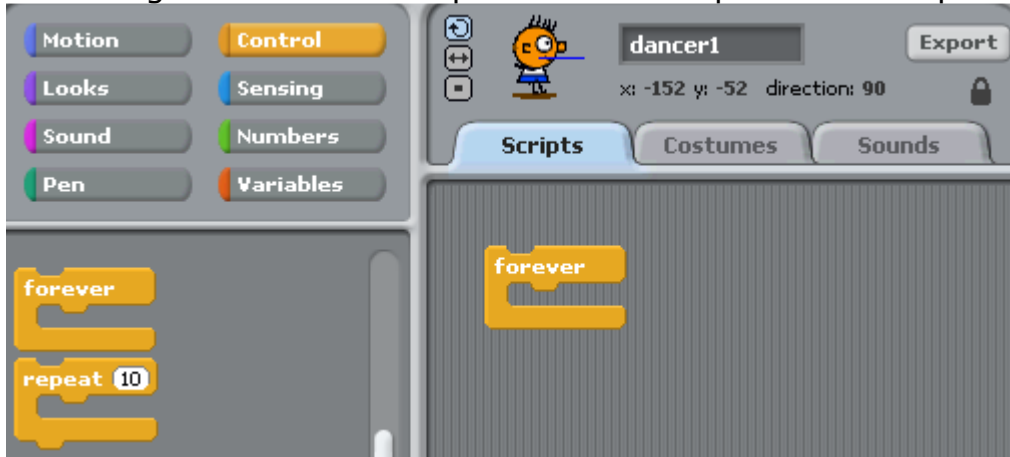 Motion Control
Looks Sensing
Sound Numbers
Pen Variables
dancer1
Export
x: -152 y: -52 direction: 90
Scripts Costumes Sounds
forever
repeat 10
forever